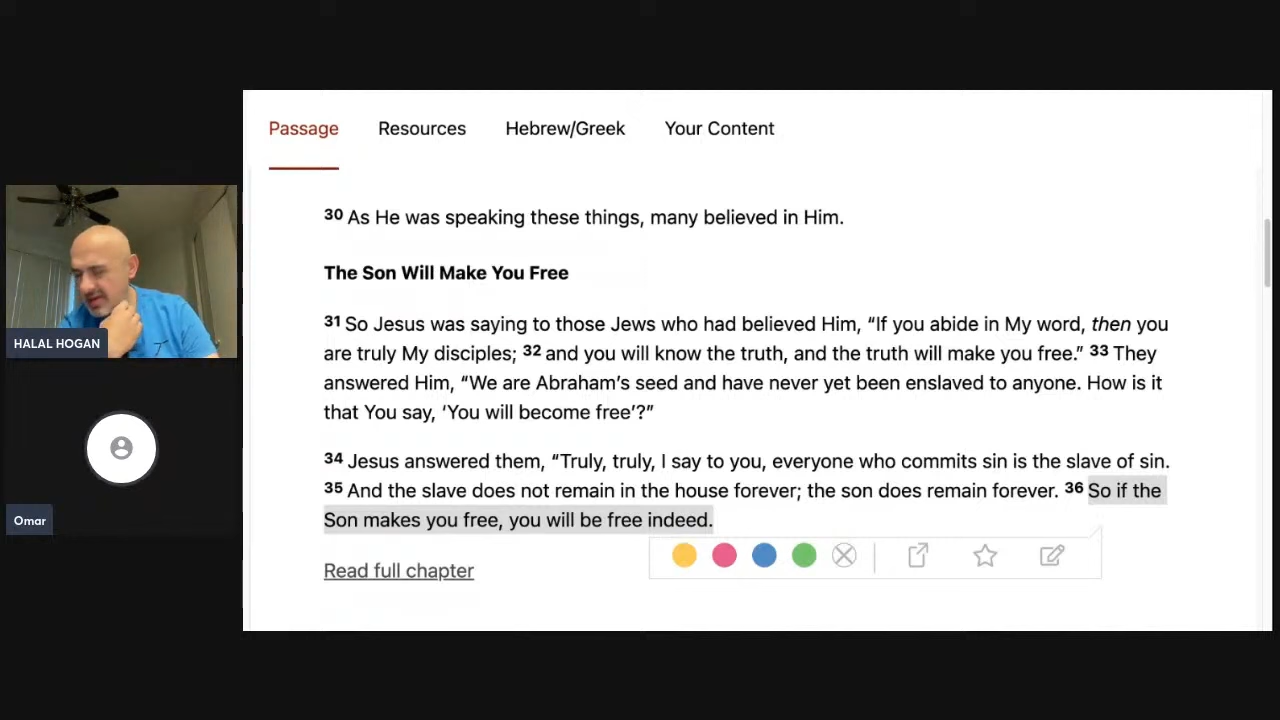 Passage Resources Hebrew/Greek Your Content
30 As He was speaking these things, many believed in Him.
The Son Will Make You Free
31 So Jesus was saying to those Jews who had believed Him, “If you abide in My word, then you
are truly My disciples; 32 and you will know the truth, and the truth will make you free.” 33 They
answered Him, “We are Abraham’s seed and have never yet been enslaved to anyone. How is it
that You say, ‘You will become free’?”
34 Jesus answered them, “Truly, truly, I say to you, everyone who commits sin is the slave of sin.
35 And the slave does not remain in the house forever; the son does remain forever. 36 So if the
Son makes you free, you will be free indeed.
Read full chapter
HALAL HOGAN
Omar